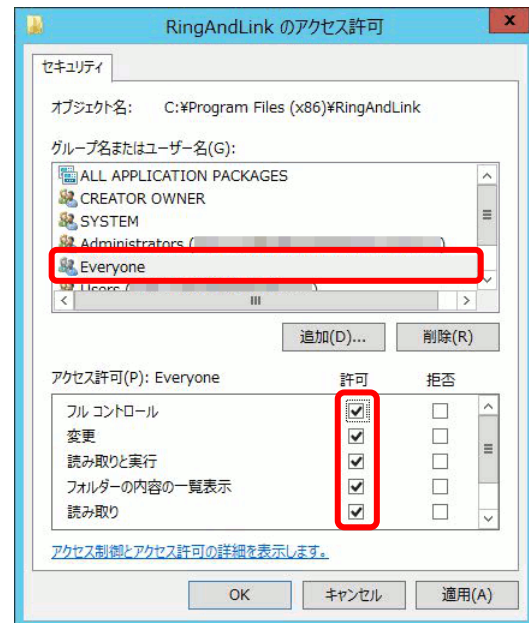 RingAndLink のアクセス許可
x
セキュリティ
オブジェクト名: C:¥Program Files (x86)¥RingAndLink
グループ名またはユーザー名(G):
ALL APPLICATION PACKAGES
CREATOR OWNER
SYSTEM
Administrators (
Everyone
Users (
追加(D)... 削除(R)
アクセス許可(P): Everyone 許可 拒否
フル コントロール
変更
読み取りと実行
フォルダーの内容の一覧表示
読み取り
アクセス制御とアクセス許可の詳細を表示します。
OK キャンセル 適用(A)